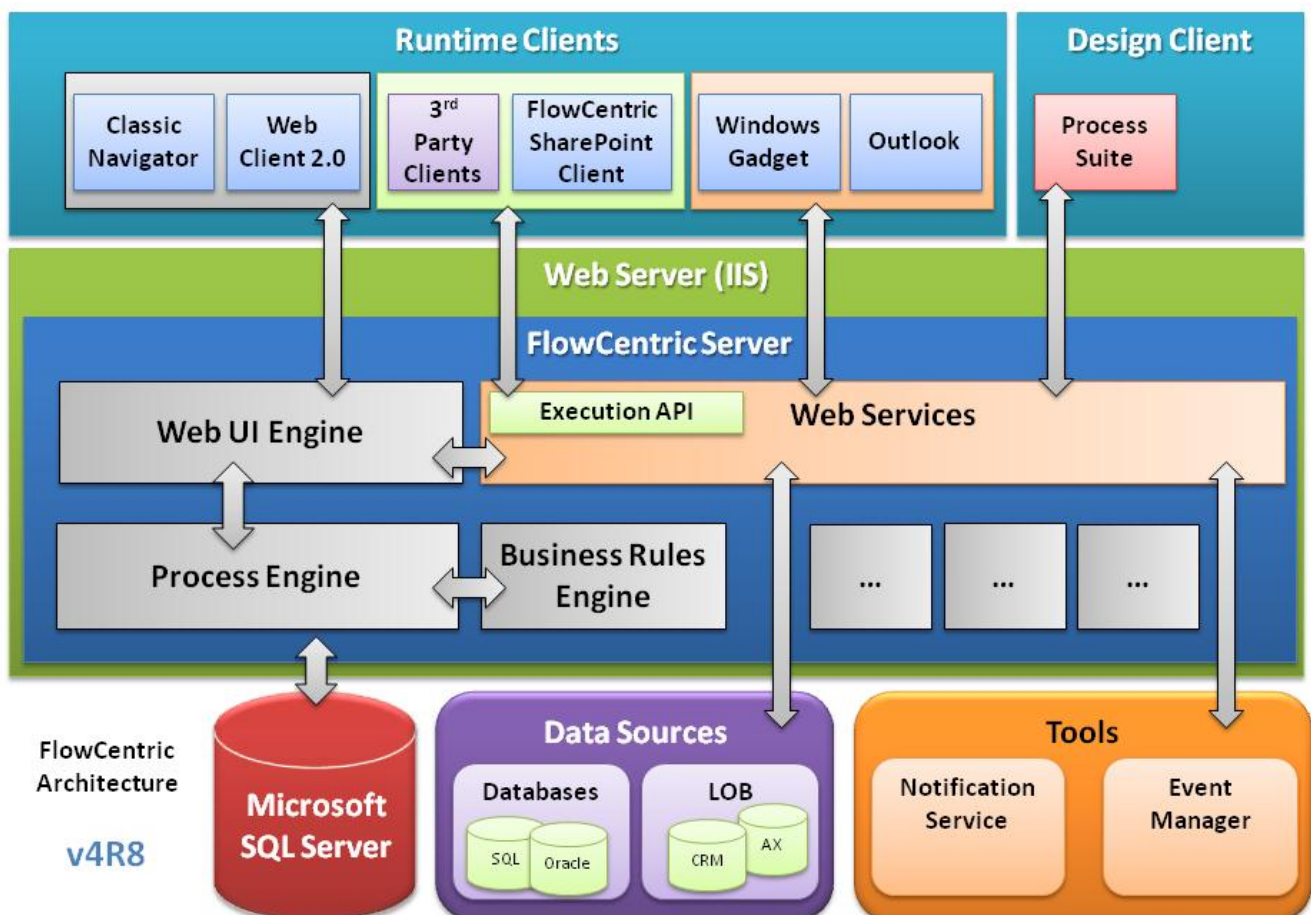 Runtime Clients
Design Client
Classic
Navigator
Web
Client 2.0
3rd
Party
Clients
FlowCentric
SharePoint
Client
Windows
Gadget
Outlook
Process
Suite
Web Server (IIS)
FlowCentric Server
Web UI Engine
Execution API
Web Services
Process Engine
Business Rules
Engine
...
...
...
FlowCentric
Architecture
v4R8
Microsoft
SQL Server
Data Sources
Databases
SQL
Oracle
LOB
CRM
AX
Tools
Notification
Service
Event
Manager